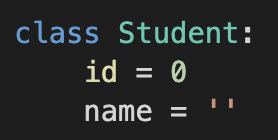 class Student:
    id = 0
    name = ''